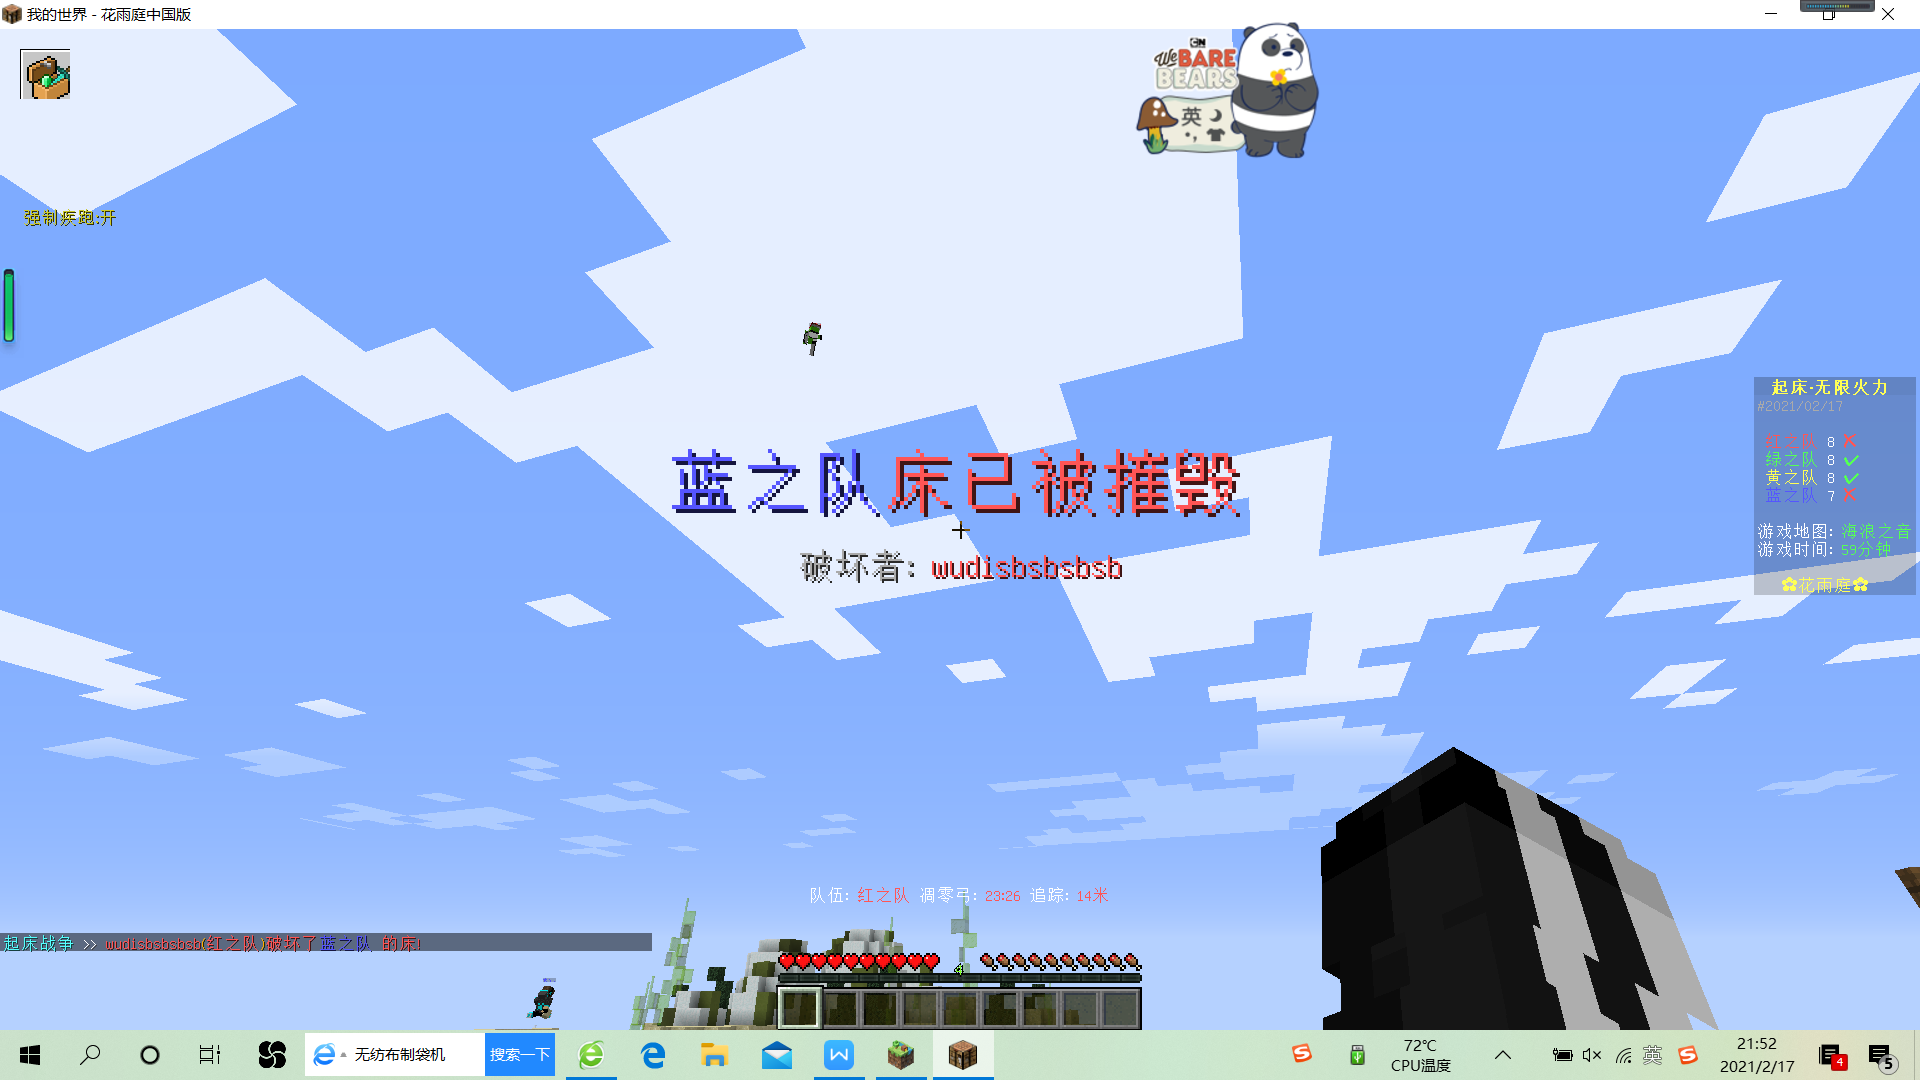 我的世界 - 花雨庭中国版
CN
We BARE BEARS
英
强制疾跑:开
起床-无限火力
#2021/02/17
红之队 8 ✕
绿之队 8 ✓
黄之队 8 ✓
蓝之队 7 ✕
游戏地图: 海浪之音
游戏时间: 59分钟
✿花雨庭✿
蓝之队床已被摧毁
破坏者: wudisbsbsbsb
队伍: 红之队 凋零弓: 23:26 追踪: 14米
起床战争 >> wudisbsbsbsb(红之队)破坏了蓝之队 的床!
4
无纺布制袋机
搜索一下
72℃
CPU温度
英
21:52
2021/2/17
4
5